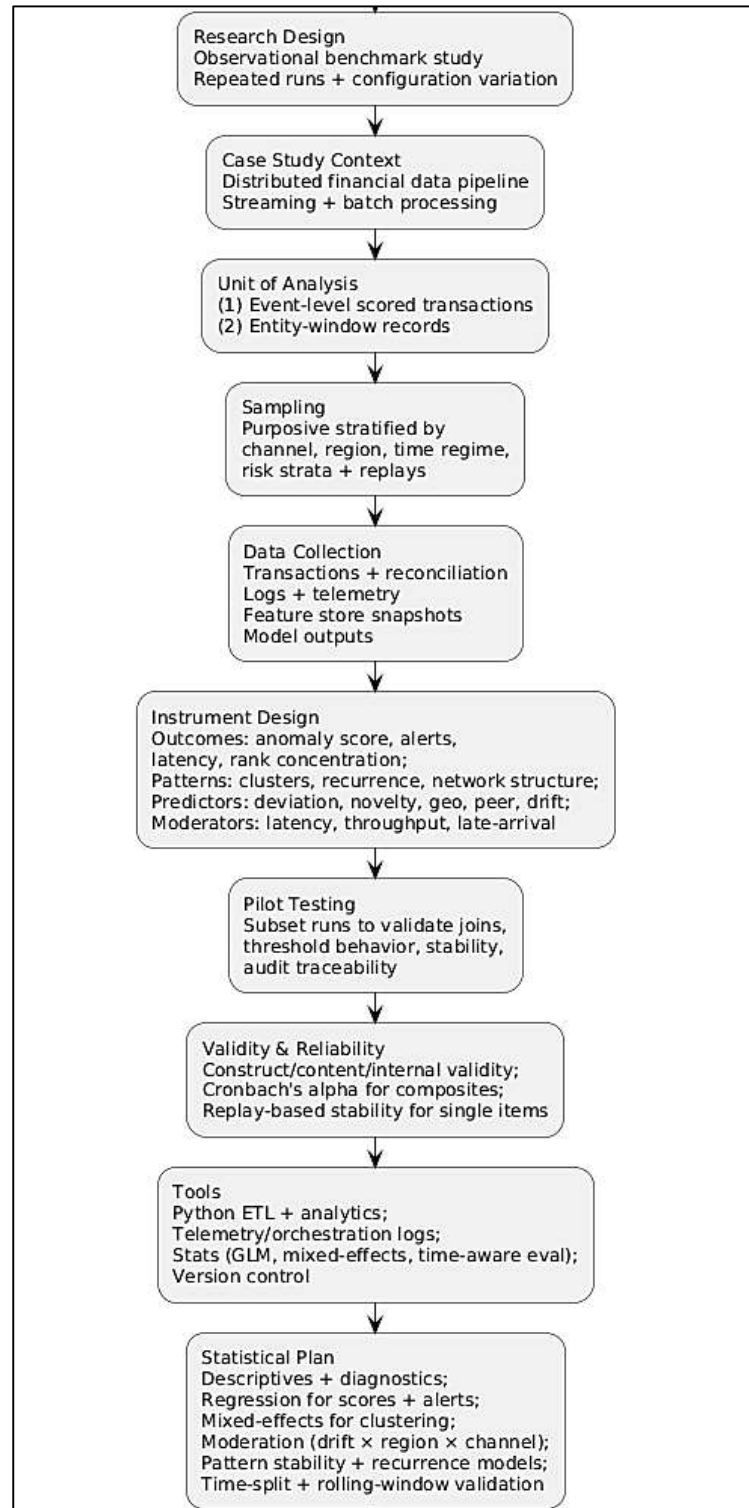 Research Design
Observational benchmark study
Repeated runs + configuration variation
Case Study Context
Distributed financial data pipeline
Streaming + batch processing
Unit of Analysis
(1) Event-level scored transactions
(2) Entity-window records
Sampling
Purposive stratified by
channel, region, time regime,
risk strata + replays
Data Collection
Transactions + reconciliation
Logs + telemetry
Feature store snapshots
Model outputs
Instrument Design
Outcomes: anomaly score, alerts,
latency, rank concentration;
Patterns: clusters, recurrence, network structure;
Predictors: deviation, novelty, geo, peer, drift;
Moderators: latency, throughput, late-arrival
Pilot Testing
Subset runs to validate joins,
threshold behavior, stability,
audit traceability
Validity & Reliability
Construct/content/internal validity;
Cronbach's alpha for composites;
Replay-based stability for single items
Tools
Python ETL + analytics;
Telemetry/orchestration logs;
Stats (GLM, mixed-effects, time-aware eval);
Version control
Statistical Plan
Descriptives + diagnostics;
Regression for scores + alerts;
Mixed-effects for clustering;
Moderation (drift × region × channel);
Pattern stability + recurrence models;
Time-split + rolling-window validation